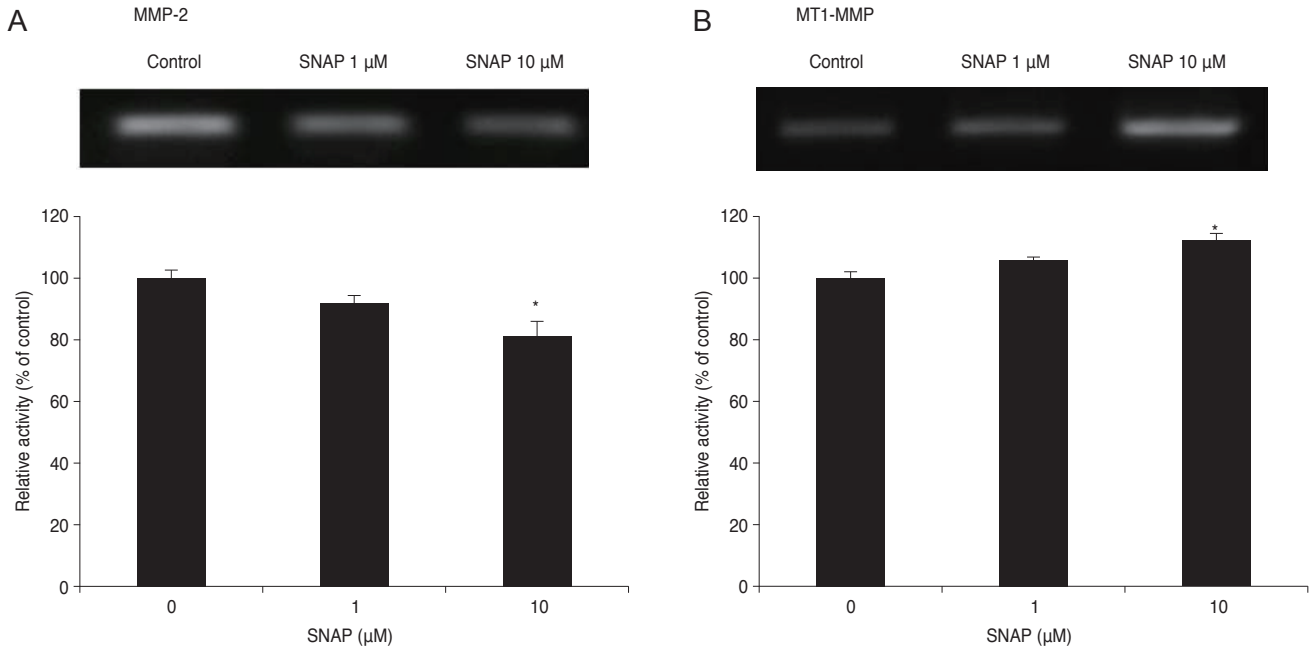 A
MMP-2
Control SNAP 1 µM SNAP 10 µM
Relative activity (% of control)
120
100
80
60
40
20
0
*
0 1 10
SNAP (µM)
B
MT1-MMP
Control SNAP 1 µM SNAP 10 µM
Relative activity (% of control)
120
100
80
60
40
20
0
*
0 1 10
SNAP (µM)